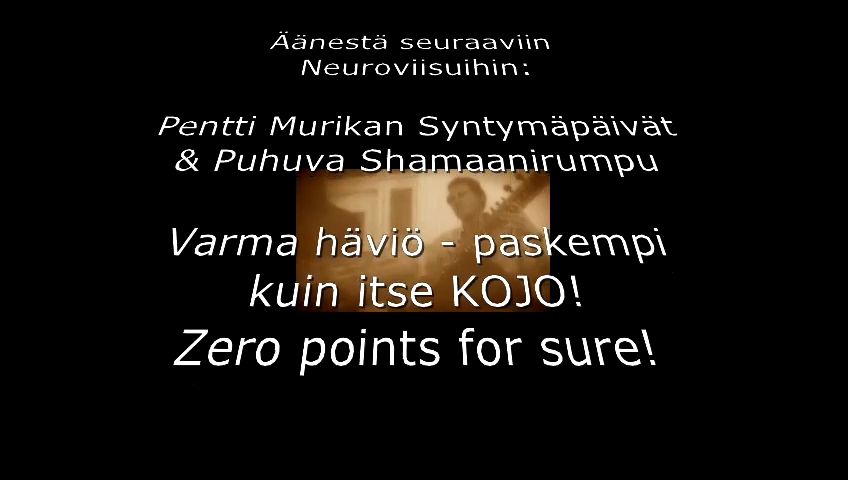 Äänestä seuraaviin
Neuroviisuihin:
Pentti Murikan Syntymäpäivät
& Puhuva Shamaanirumpu
Varma häviö - paskempi
kuin itse KOJO!
Zero points for sure!